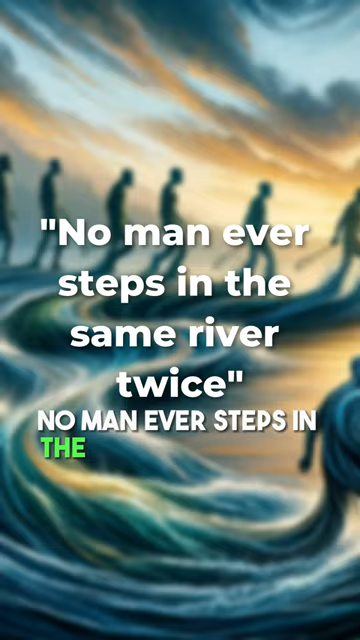 "No man ever
steps in the
same river
twice"
NO MAN EVER STEPS IN
THE